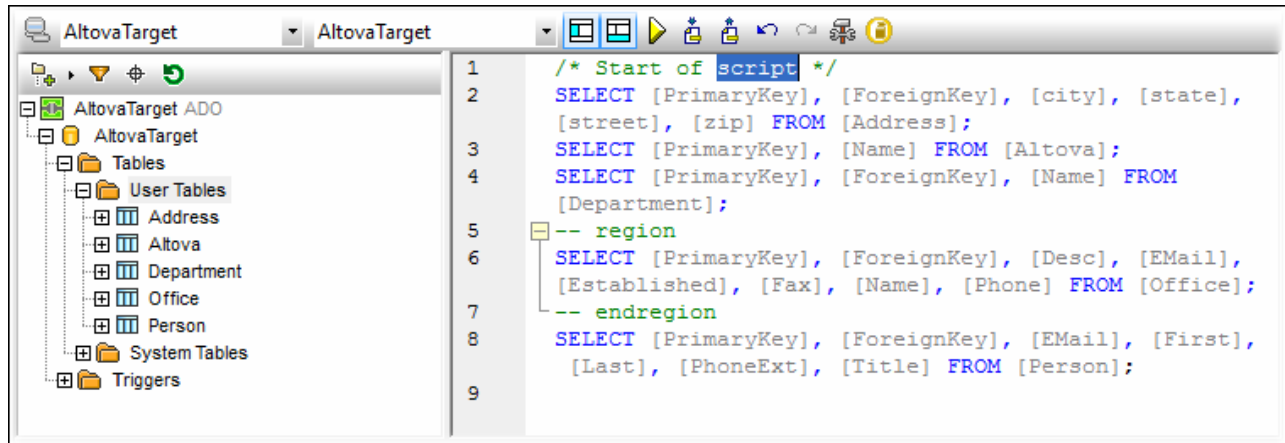 AltovaTarget AltovaTarget
AltovaTarget ADO
AltovaTarget
Tables
User Tables
Address
Altova
Department
Office
Person
System Tables
Triggers
1 /* Start of script */
2 SELECT [PrimaryKey], [ForeignKey], [city], [state],
[street], [zip] FROM [Address];
3 SELECT [PrimaryKey], [Name] FROM [Altova];
4 SELECT [PrimaryKey], [ForeignKey], [Name] FROM
[Department];
5 -- region
6 SELECT [PrimaryKey], [ForeignKey], [Desc], [EMail],
[Established], [Fax], [Name], [Phone] FROM [Office];
7 -- endregion
8 SELECT [PrimaryKey], [ForeignKey], [EMail], [First],
[Last], [PhoneExt], [Title] FROM [Person];
9